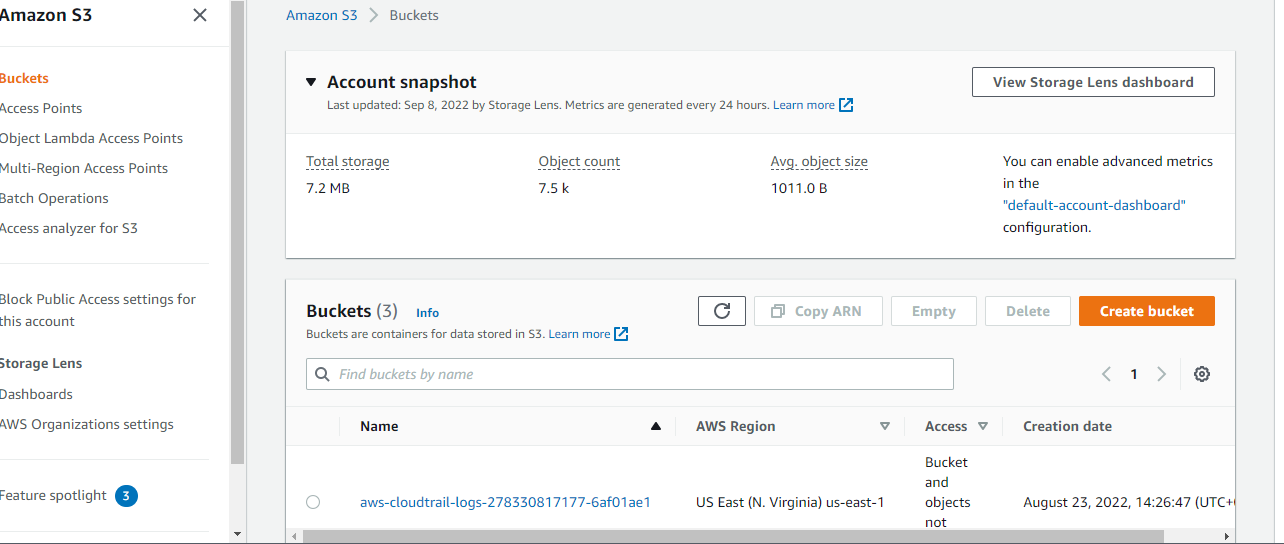 Amazon S3
Buckets
Access Points
Object Lambda Access Points
Multi-Region Access Points
Batch Operations
Access analyzer for S3
Block Public Access settings for
this account
Storage Lens
Dashboards
AWS Organizations settings
Feature spotlight 3
Amazon S3 > Buckets
Account snapshot
View Storage Lens dashboard
Last updated: Sep 8, 2022 by Storage Lens. Metrics are generated every 24 hours. Learn more
Total storage
7.2 MB
Object count
7.5 k
Avg. object size
1011.0 B
You can enable advanced metrics
in the
"default-account-dashboard"
configuration.
Buckets (3) Info
Buckets are containers for data stored in S3. Learn more
Copy ARN
Empty
Delete
Create bucket
Find buckets by name
1
Name
AWS Region
Access
Creation date
aws-cloudtrail-logs-278330817177-6af01ae1
US East (N. Virginia) us-east-1
Bucket
and
objects
not
August 23, 2022, 14:26:47 (UTC+